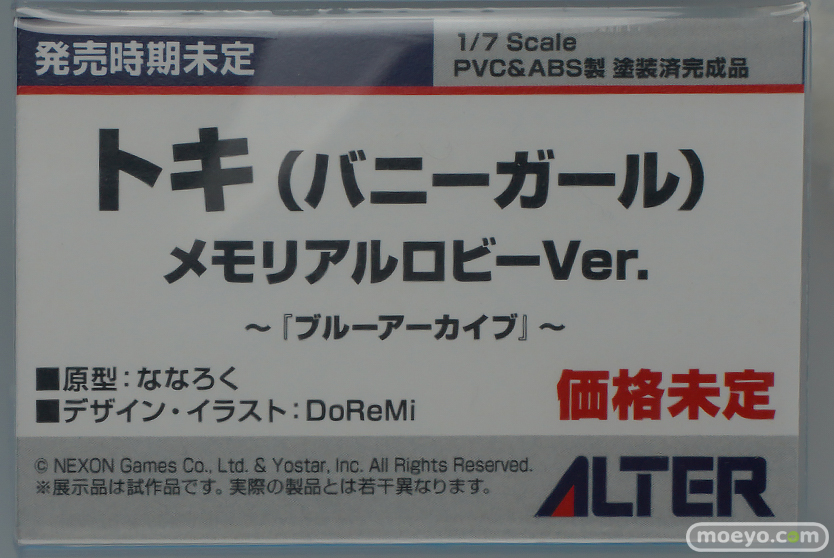 発売時期未定
1/7 Scale
PVC&ABS製 塗装済完成品
トキ(バニーガール)
メモリアルロビーVer.
～『ブルーアーカイブ』～
■原型:ななろく
■デザイン・イラスト:DoReMi
価格未定
© NEXON Games Co., Ltd. & Yostar, Inc. All Rights Reserved.
※展示品は試作品です。実際の製品とは若干異なります。
ALTER
moeyo.com